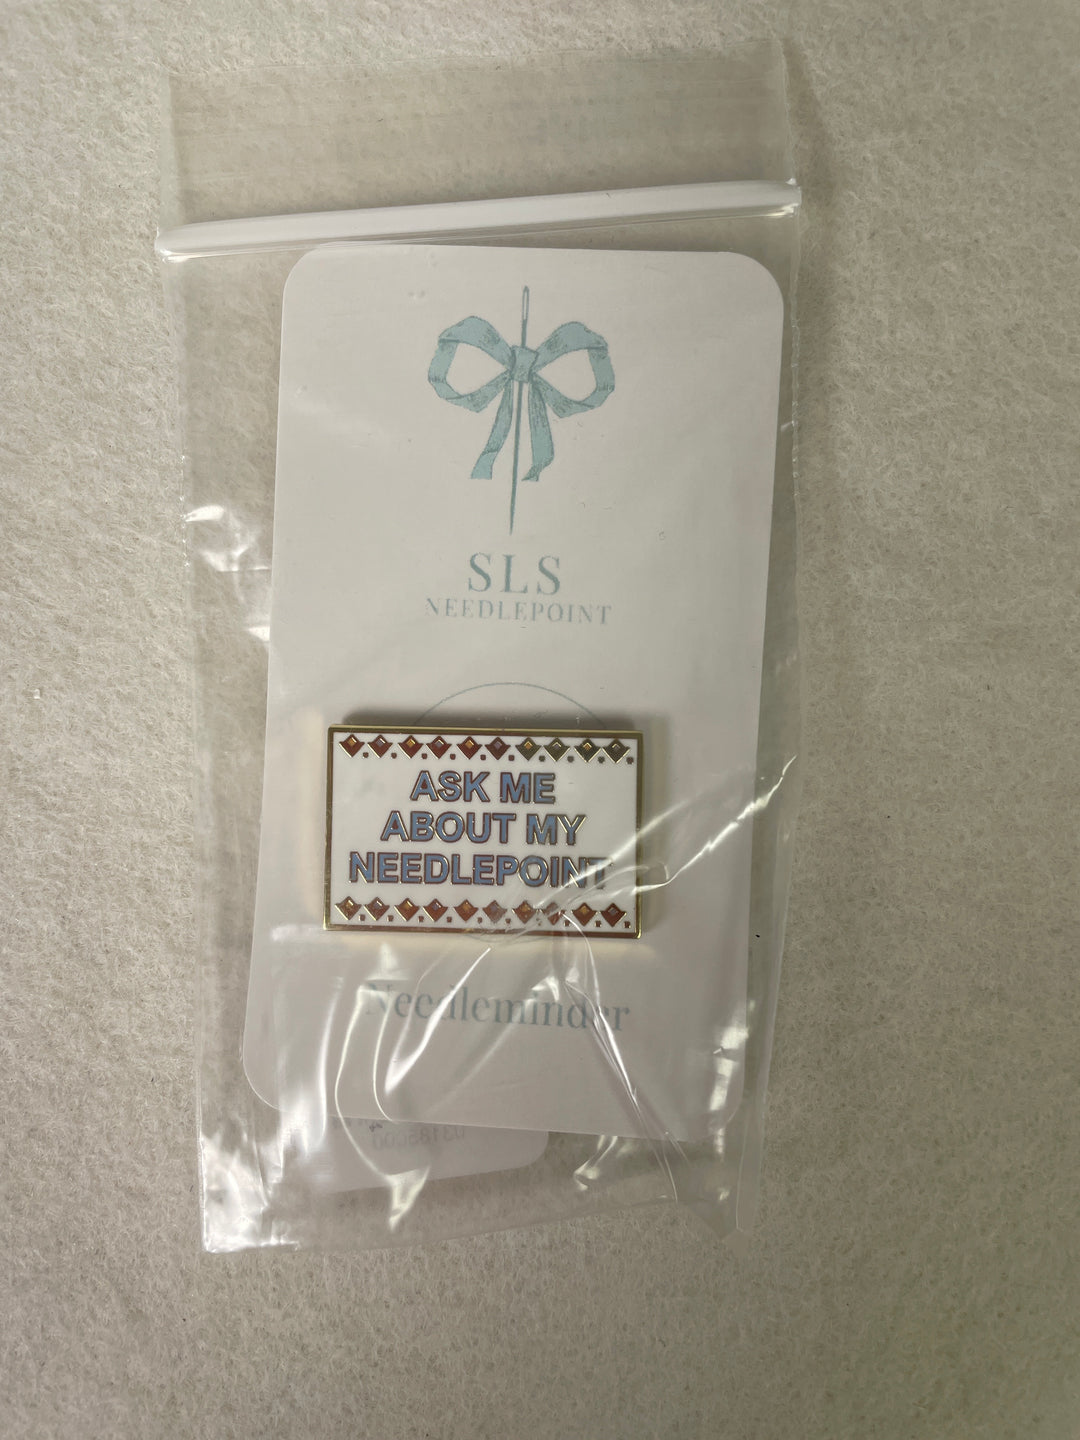 SLS
NEEDLEPOINT
ASK ME
ABOUT MY
NEEDLEPOINT
Needleminder